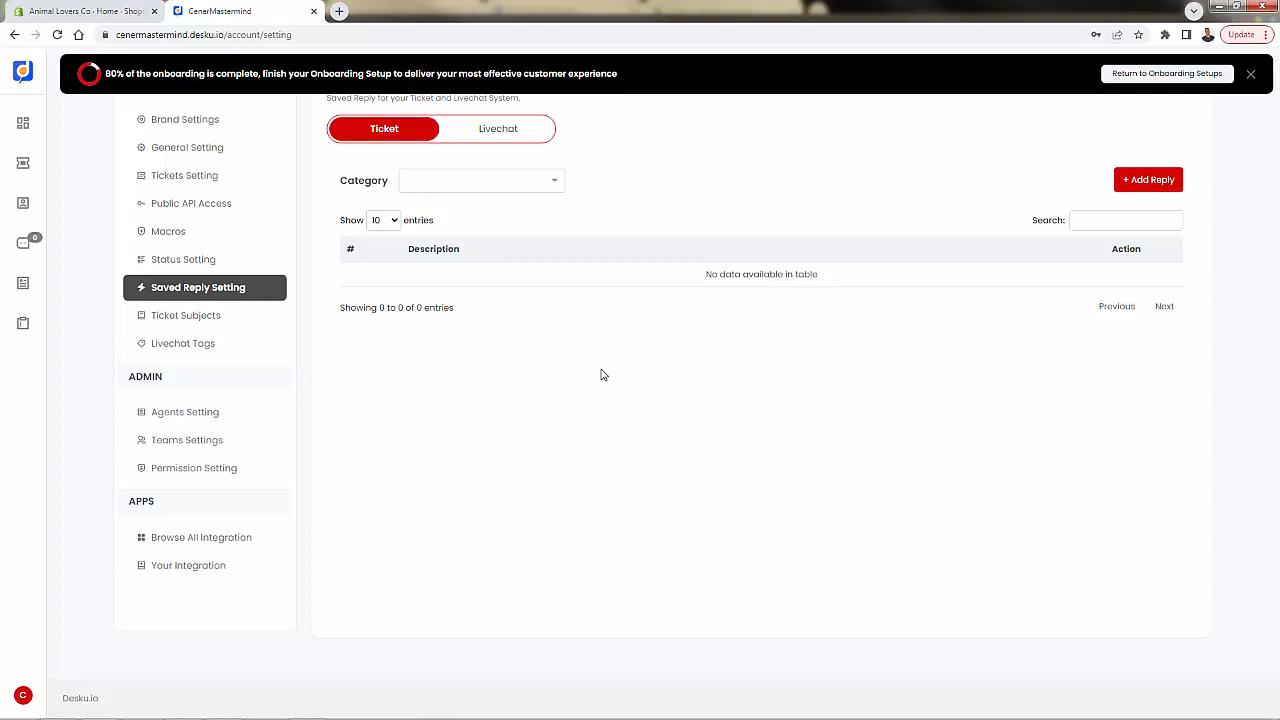 Animal Lovers Co - Home - Shopi
CenerMastermind
cenermastermind.desku.io/account/setting
Update
80% of the onboarding is complete, finish your Onboarding Setup to deliver your most effective customer experience
Return to Onboarding Setups
Saved Reply for your Ticket and Livechat System.
Brand Settings
General Setting
Tickets Setting
Public API Access
Macros
Status Setting
Saved Reply Setting
Ticket Subjects
Livechat Tags
ADMIN
Agents Setting
Teams Settings
Permission Setting
APPS
Browse All Integration
Your Integration
Ticket
Livechat
Category
+ Add Reply
Show 10 entries
Search:
# Description Action
No data available in table
Showing 0 to 0 of 0 entries
Previous Next
0
C
Desku.io